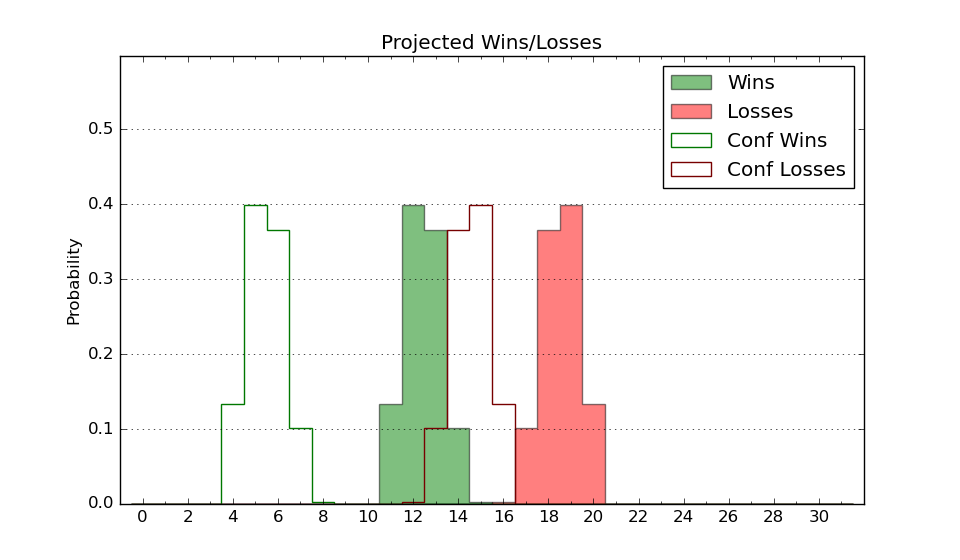 Projected Wins/Losses
Wins
Losses
Conf Wins
Conf Losses
Probability
0.5
0.4
0.3
0.2
0.1
0.0
0 2 4 6 8 10 12 14 16 18 20 22 24 26 28 30